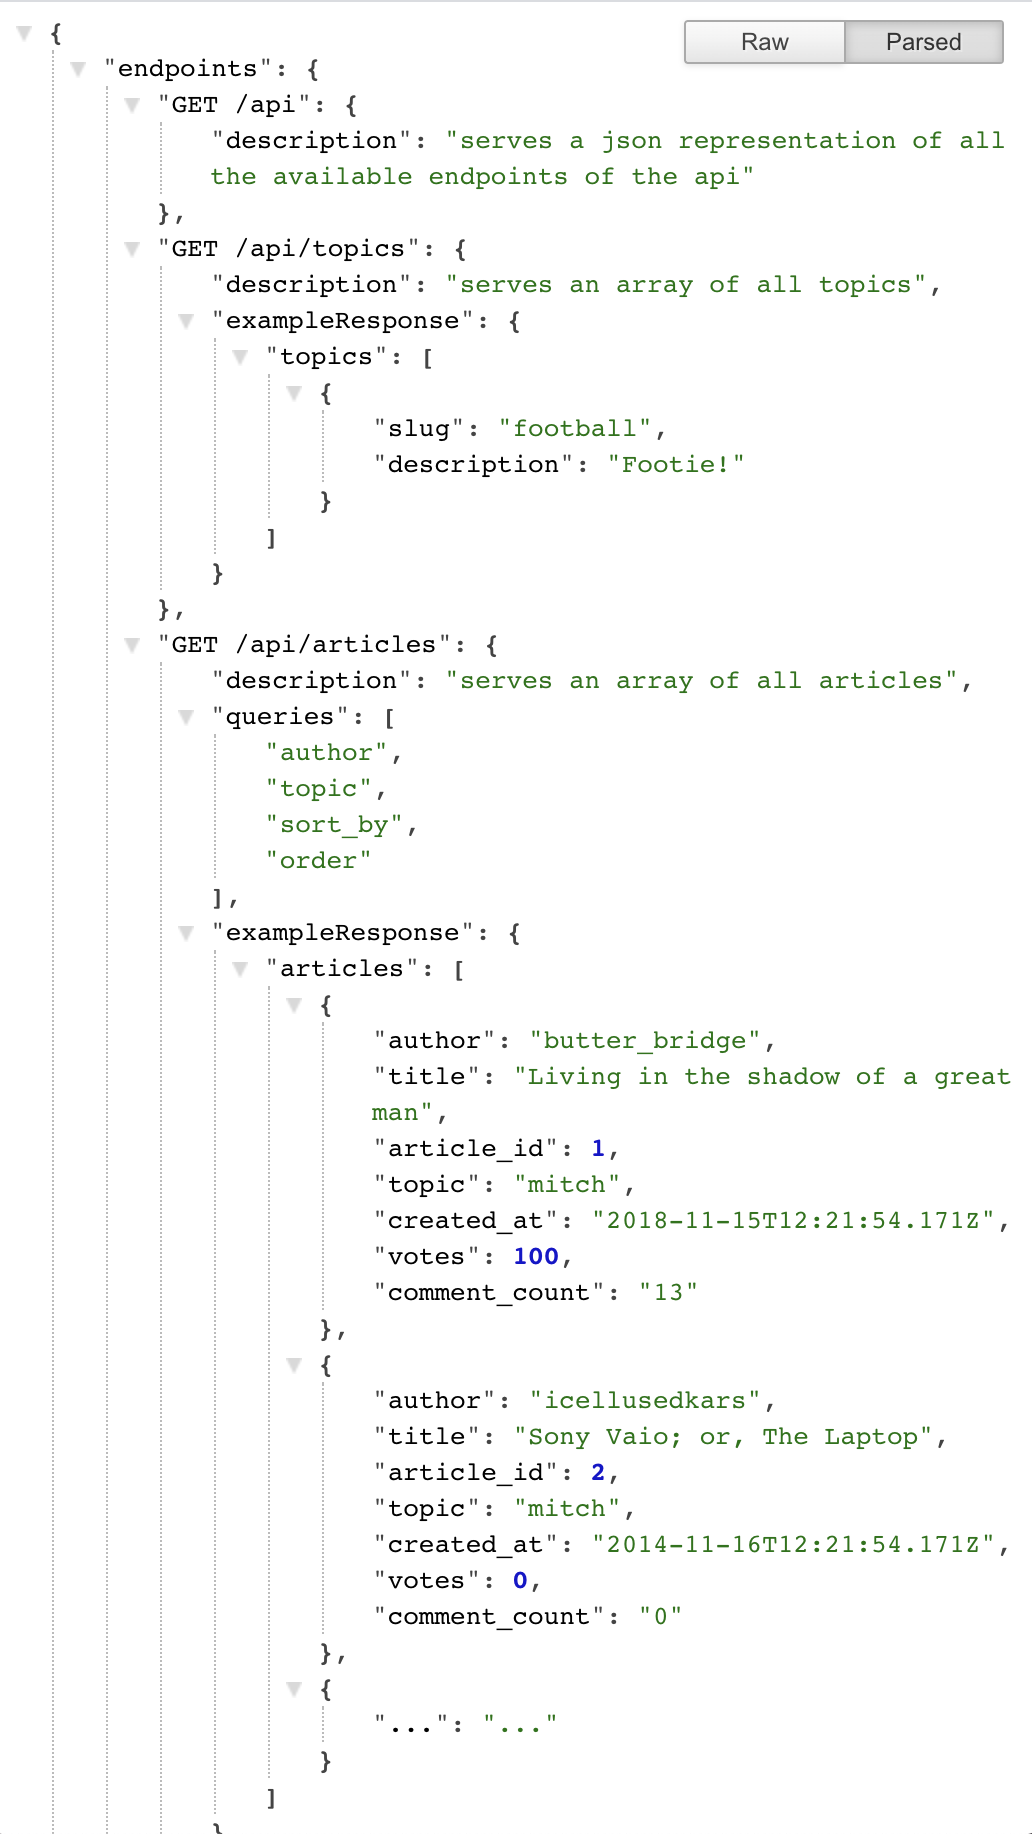 {
Raw Parsed
"endpoints": {
"GET /api": {
"description": "serves a json representation of all
the available endpoints of the api"
},
"GET /api/topics": {
"description": "serves an array of all topics",
"exampleResponse": {
"topics": [
{
"slug": "football",
"description": "Footie!"
}
]
}
},
"GET /api/articles": {
"description": "serves an array of all articles",
"queries": [
"author",
"topic",
"sort_by",
"order"
],
"exampleResponse": {
"articles": [
{
"author": "butter_bridge",
"title": "Living in the shadow of a great
man",
"article_id": 1,
"topic": "mitch",
"created_at": "2018-11-15T12:21:54.171Z",
"votes": 100,
"comment_count": "13"
},
{
"author": "icellusedkars",
"title": "Sony Vaio; or, The Laptop",
"article_id": 2,
"topic": "mitch",
"created_at": "2014-11-16T12:21:54.171Z",
"votes": 0,
"comment_count": "0"
},
{
"...": "..."
}
]
}